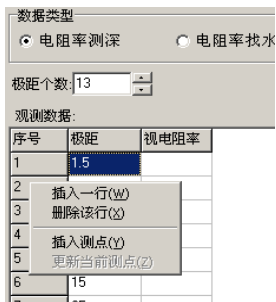 数据类型
电阻率测深 电阻率找水
极距个数: 13
观测数据:
序号 极距 视电阻率
1 1.5
2
插入一行(W)
3
删除该行(X)
4
插入测点(Y)
5
更新当前测点(Z)
6 15